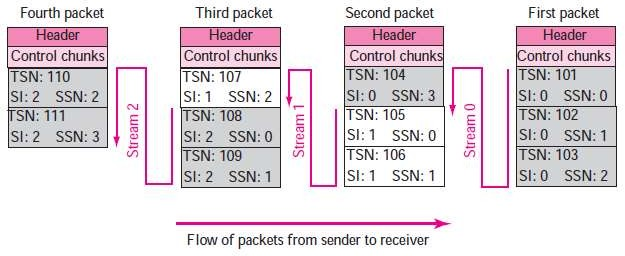 Fourth packet
Third packet
Second packet
First packet
Header
Control chunks
TSN: 110
SI: 2 SSN: 2
TSN: 111
SI: 2 SSN: 3
Stream 2
Header
Control chunks
TSN: 107
SI: 1 SSN: 2
TSN: 108
SI: 2 SSN: 0
TSN: 109
SI: 2 SSN: 1
Stream 1
Header
Control chunks
TSN: 104
SI: 0 SSN: 3
TSN: 105
SI: 1 SSN: 0
TSN: 106
SI: 1 SSN: 1
Stream 0
Header
Control chunks
TSN: 101
SI: 0 SSN: 0
TSN: 102
SI: 0 SSN: 1
TSN: 103
SI: 0 SSN: 2
Flow of packets from sender to receiver